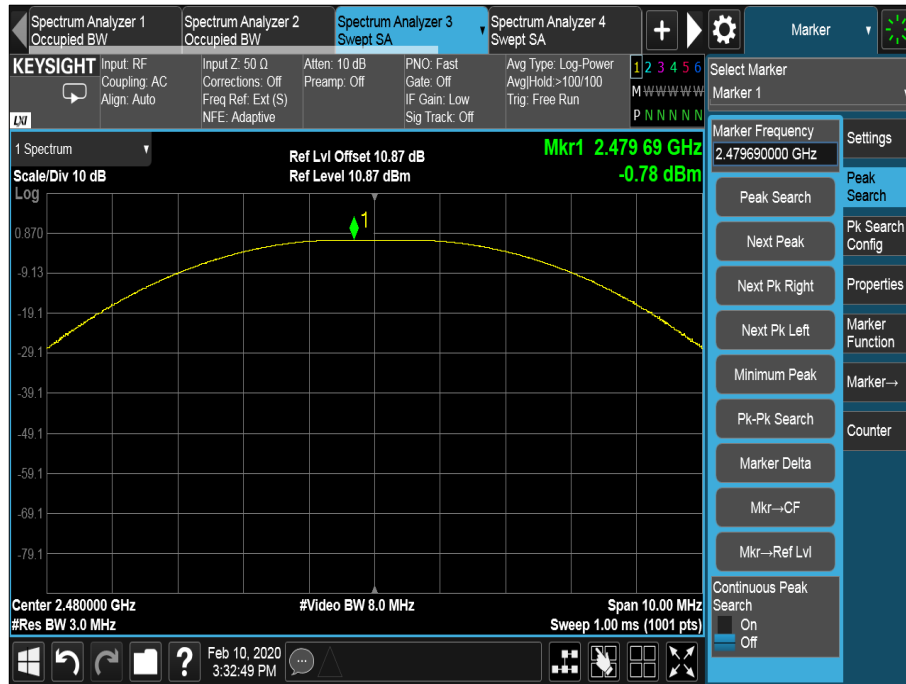 Spectrum Analyzer 1
Occupied BW
Spectrum Analyzer 2
Occupied BW
Spectrum Analyzer 3
Swept SA
Spectrum Analyzer 4
Swept SA
Marker
KEYSIGHT
LXI
Input: RF
Coupling: AC
Align: Auto
Input Z: 50 Ω
Corrections: Off
Freq Ref: Ext (S)
NFE: Adaptive
Atten: 10 dB
Preamp: Off
PNO: Fast
Gate: Off
IF Gain: Low
Sig Track: Off
Avg Type: Log-Power
Avg|Hold:>100/100
Trig: Free Run
1 2 3 4 5 6
M W W W W W
P N N N N N
Select Marker
Marker 1
1 Spectrum
Scale/Div 10 dB
Log
Ref Lvl Offset 10.87 dB
Ref Level 10.87 dBm
Mkr1 2.479 69 GHz
-0.78 dBm
1
0.870
-9.13
-19.1
-29.1
-39.1
-49.1
-59.1
-69.1
-79.1
Center 2.480000 GHz
#Res BW 3.0 MHz
#Video BW 8.0 MHz
Span 10.00 MHz
Sweep 1.00 ms (1001 pts)
Marker Frequency
2.479690000 GHz
Peak Search
Next Peak
Next Pk Right
Next Pk Left
Minimum Peak
Pk-Pk Search
Marker Delta
Mkr→CF
Mkr→Ref Lvl
Continuous Peak
Search
On
Off
Settings
Peak
Search
Pk Search
Config
Properties
Marker
Function
Marker→
Counter
?
Feb 10, 2020
3:32:49 PM